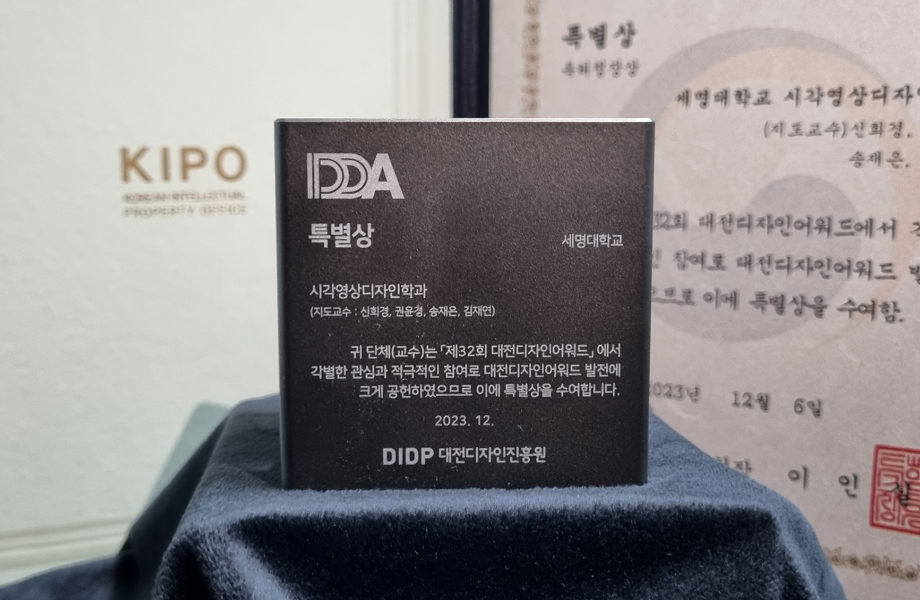 KIPO
KOREAN INTELLECTUAL
PROPERTY OFFICE
DDA
특별상
세명대학교
시각영상디자인학과
(지도교수 : 신희경, 권윤경, 송재은, 김재연)
귀 단체(교수)는 「제32회 대전디자인어워드」에서
각별한 관심과 적극적인 참여로 대전디자인어워드 발전에
크게 공헌하였으므로 이에 특별상을 수여합니다.
2023. 12.
DIDP 대전디자인진흥원
특별상
특허청장상
세명대학교 시각영상디자인
(지도교수)신희경,
송재은,
32회 대전디자인어워드에서
참여로 대전디자인어워드
으므로 이에 특별상을 수여함.
2023년 12월 6일
이 인 실